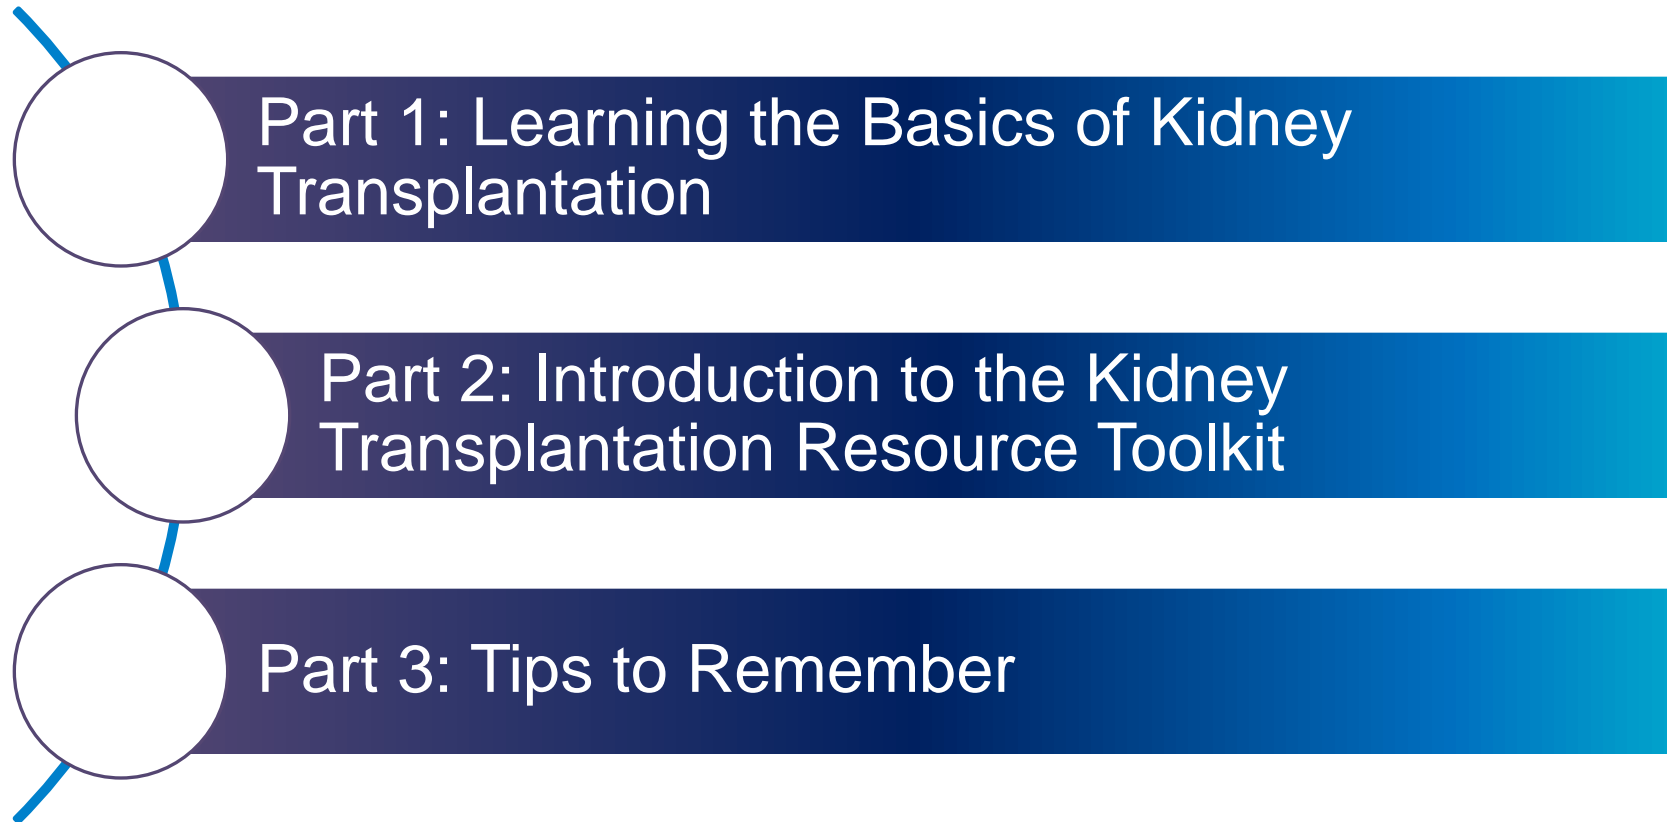 Part 1: Learning the Basics of Kidney
Transplantation
Part 2: Introduction to the Kidney
Transplantation Resource Toolkit
Part 3: Tips to Remember